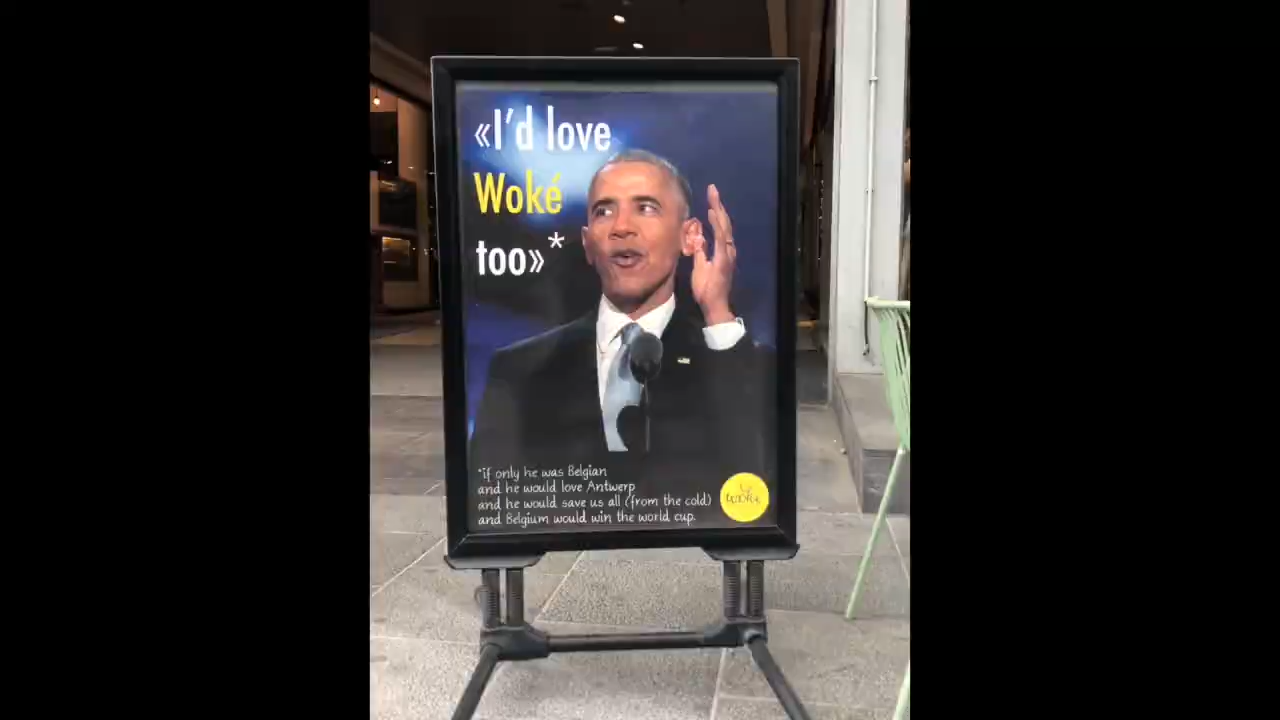 «I'd love
Woké
too»*
*if only he was Belgian
and he would love Antwerp
and he would save us all (from the cold)
and Belgium would win the world cup.